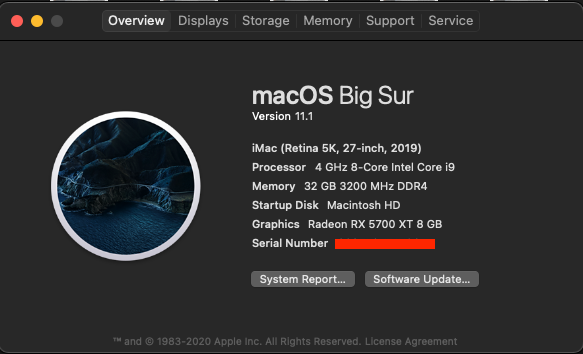 Overview Displays Storage Memory Support Service
macOS Big Sur
Version 11.1
iMac (Retina 5K, 27-inch, 2019)
Processor 4 GHz 8-Core Intel Core i9
Memory 32 GB 3200 MHz DDR4
Startup Disk Macintosh HD
Graphics Radeon RX 5700 XT 8 GB
Serial Number
System Report... Software Update...
™ and © 1983-2020 Apple Inc. All Rights Reserved. License Agreement